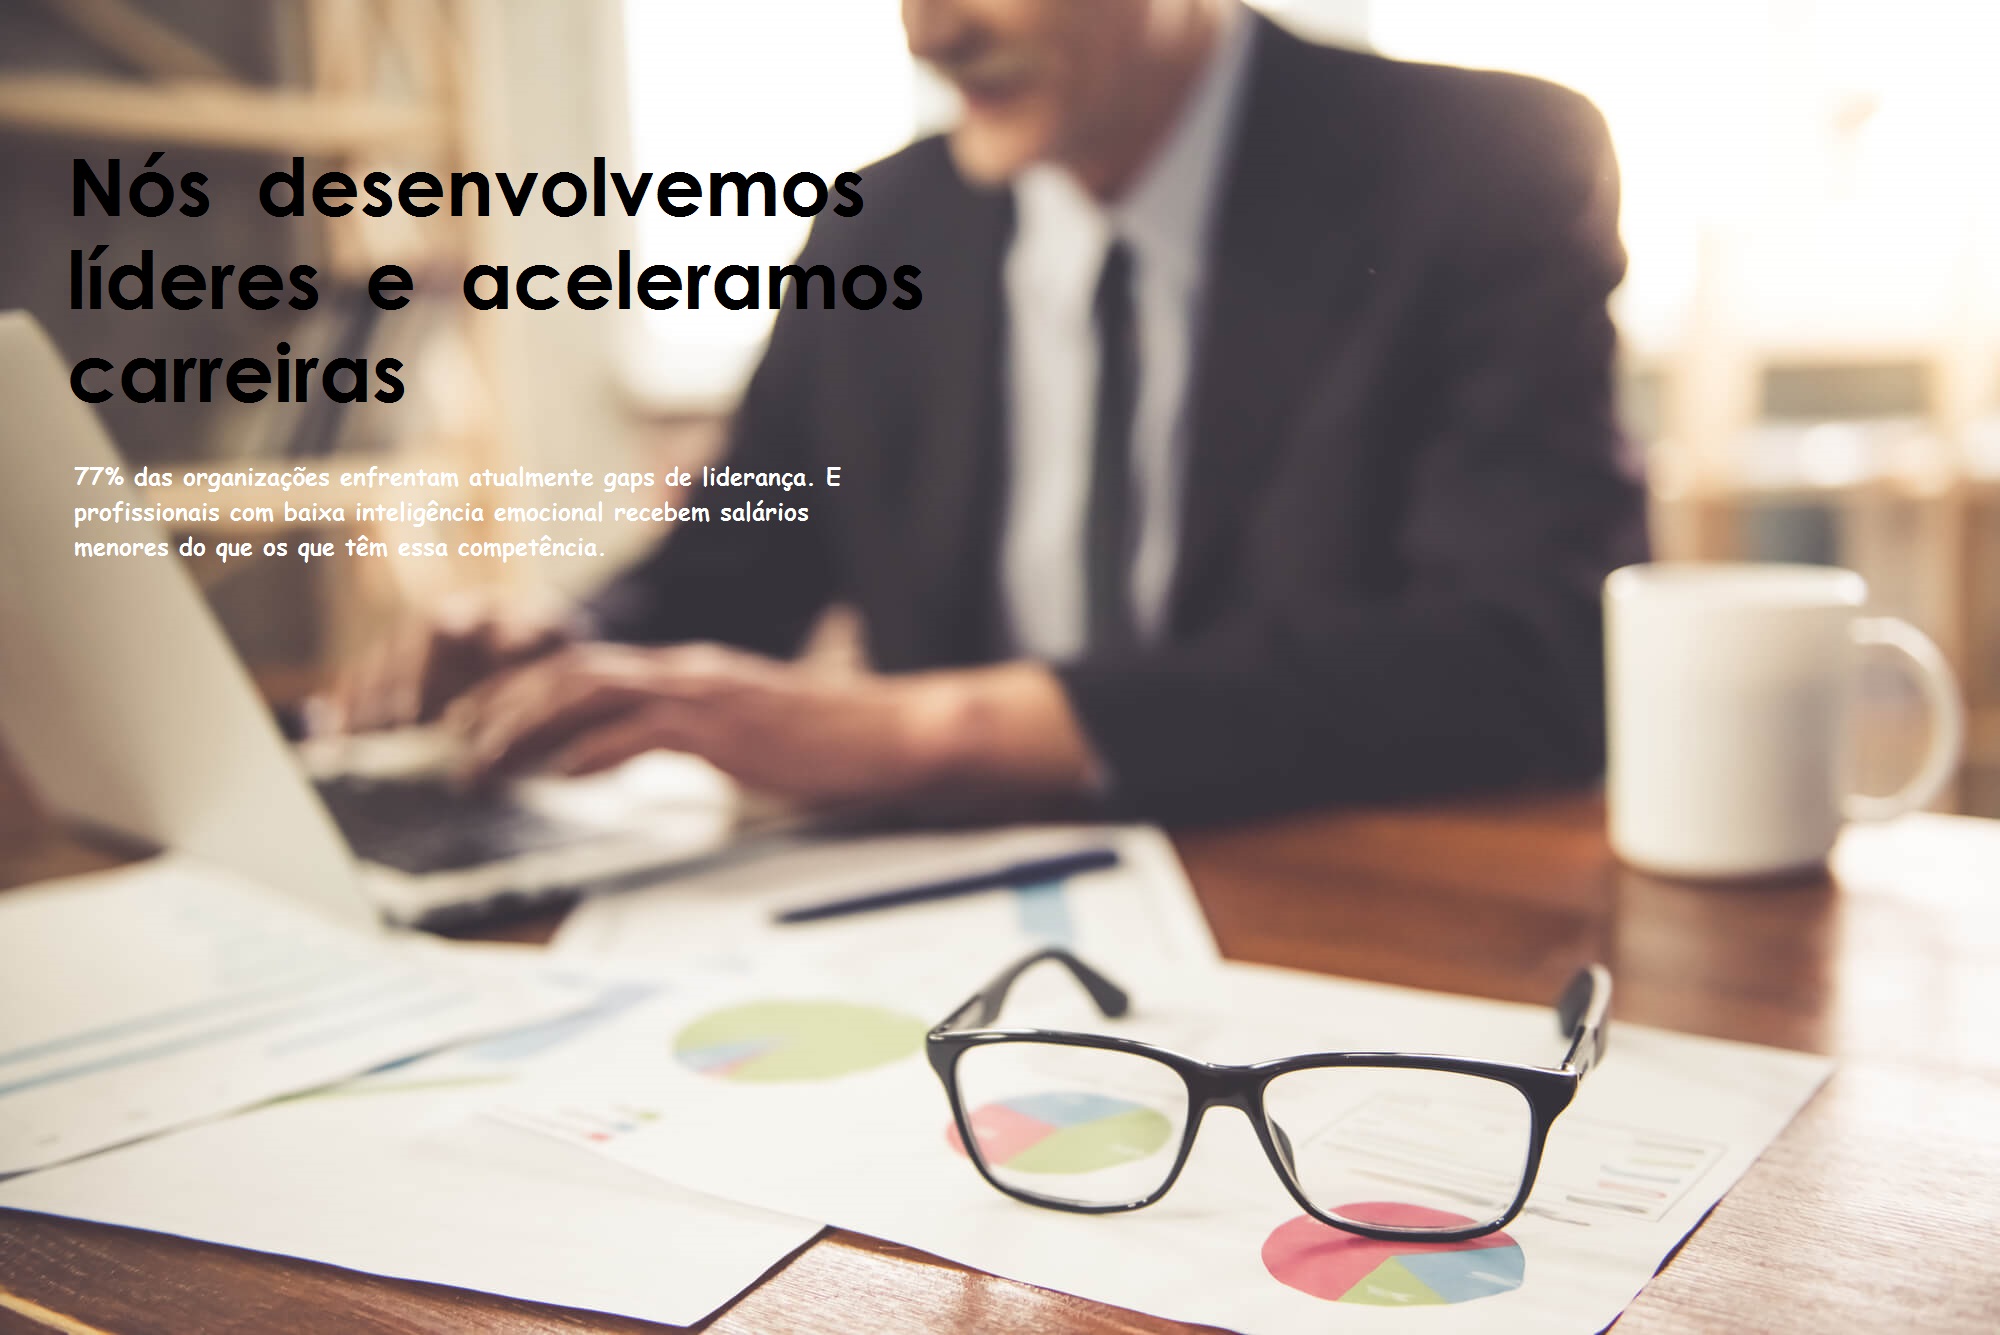 Nós desenvolvemos
líderes e aceleramos
carreiras
77% das organizações enfrentam atualmente gaps de liderança. E
profissionais com baixa inteligência emocional recebem salários
menores do que os que têm essa competência.